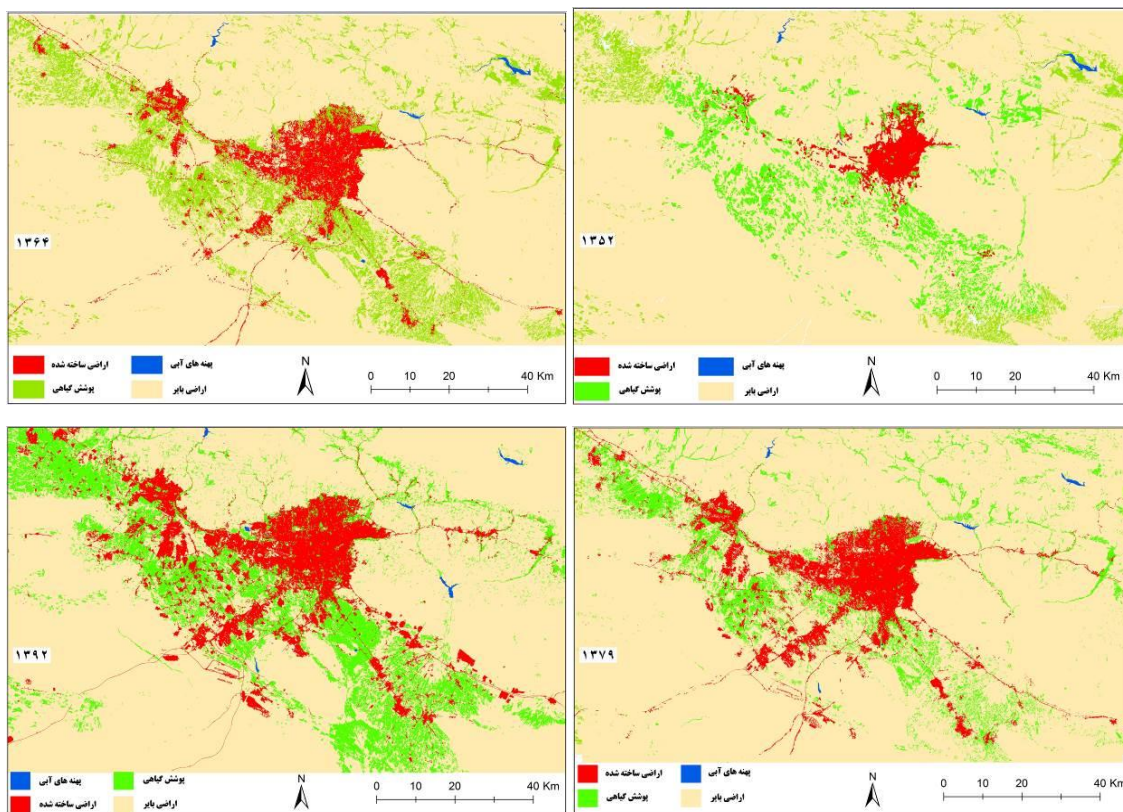 ۱۳۵۲
اراضی ساخته شده
پهنه های آبی
پوشش گیاهی
اراضی بایر
N
0 10 20 40 Km
۱۳۶۴
اراضی ساخته شده
پهنه های آبی
پوشش گیاهی
اراضی بایر
N
0 10 20 40 Km
۱۳۷۹
اراضی ساخته شده
پهنه های آبی
پوشش گیاهی
اراضی بایر
N
0 10 20 40 Km
۱۳۹۲
پهنه های آبی
پوشش گیاهی
اراضی ساخته شده
اراضی بایر
N
0 10 20 40 Km